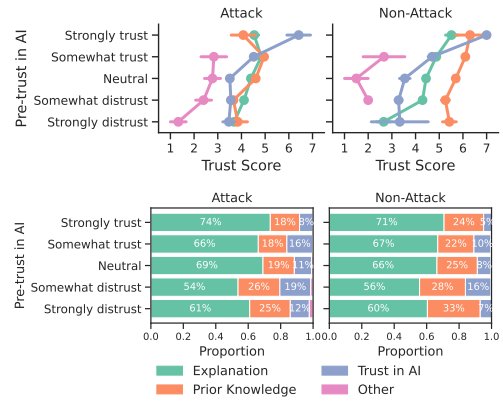 Attack Non-Attack
Pre-trust in AI
Strongly trust
Somewhat trust
Neutral
Somewhat distrust
Strongly distrust
1 2 3 4 5 6 7 1 2 3 4 5 6 7
Trust Score Trust Score
Attack Non-Attack
Pre-trust in AI
Strongly trust 74% 18% 8% 71% 24% 5%
Somewhat trust 66% 18% 16% 67% 22% 10%
Neutral 69% 19% 11% 66% 25% 8%
Somewhat distrust 54% 26% 19% 56% 28% 16%
Strongly distrust 61% 25% 12% 60% 33% 7%
0.0 0.2 0.4 0.6 0.8 1.0 0.0 0.2 0.4 0.6 0.8 1.0
Proportion Proportion
Explanation Trust in AI
Prior Knowledge Other